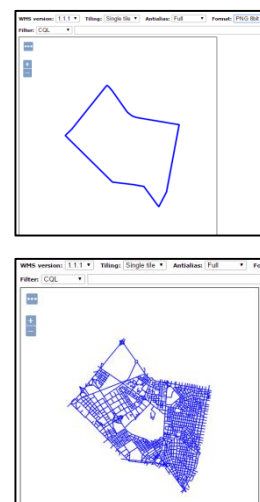 WMS version: 1.1.1 Tiling: Single tile Antialias: Full Format: PNG 8bit
Filter: CQL
WMS version: 1.1.1 Tiling: Single tile Antialias: Full Fo
Filter: CQL